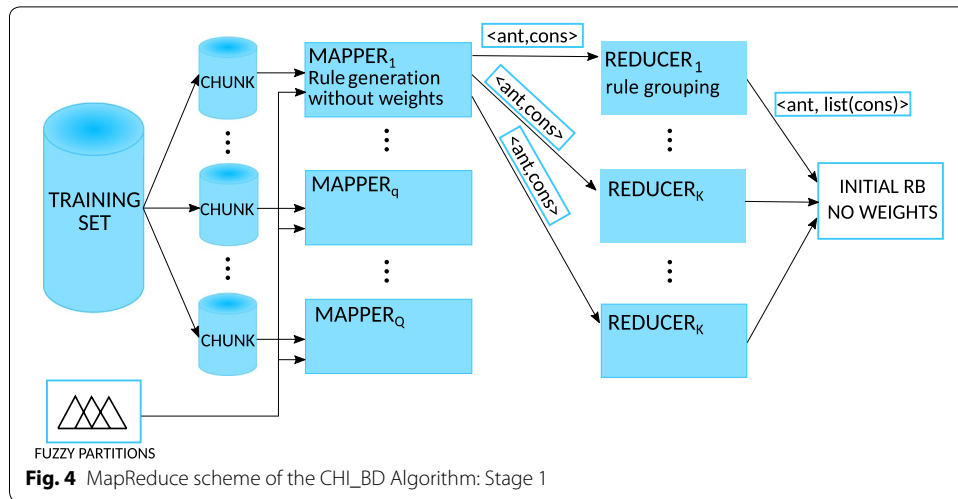 <ant,cons>
MAPPER1
Rule generation
without weights
CHUNK
REDUCER1
rule grouping
<ant,cons>
<ant, list(cons)>
<ant,cons>
TRAINING
SET
CHUNK
MAPPERq
REDUCERK
INITIAL RB
NO WEIGHTS
CHUNK
MAPPERQ
REDUCERK
FUZZY PARTITIONS
Fig. 4 MapReduce scheme of the CHI_BD Algorithm: Stage 1